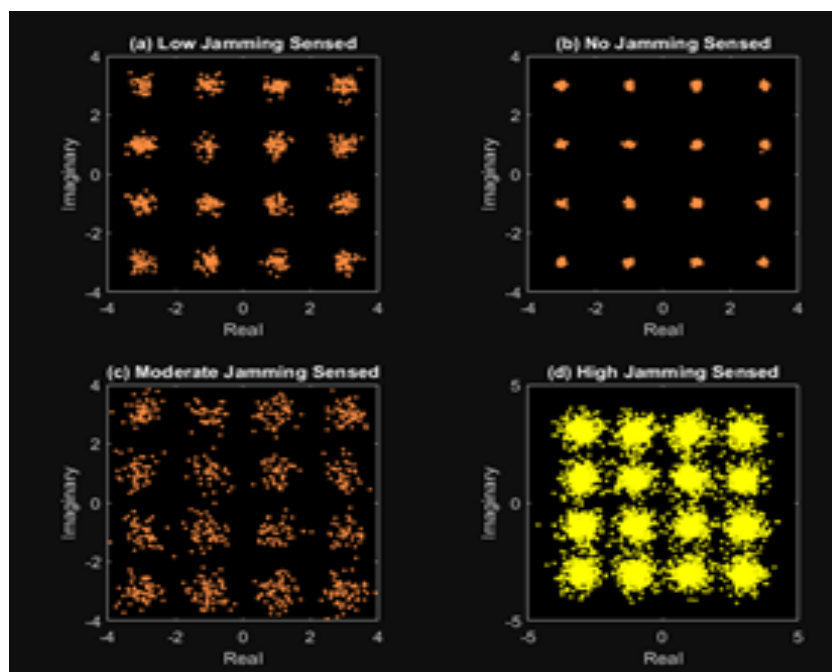 (a) Low Jamming Sensed
4
2
0
-2
-4
Imaginary
-4 -2 0 2 4
Real
(b) No Jamming Sensed
4
2
0
-2
-4
Imaginary
-4 -2 0 2 4
Real
(c) Moderate Jamming Sensed
4
2
0
-2
-4
Imaginary
-4 -2 0 2 4
Real
(d) High Jamming Sensed
5
0
-5
Imaginary
-5 0 5
Real